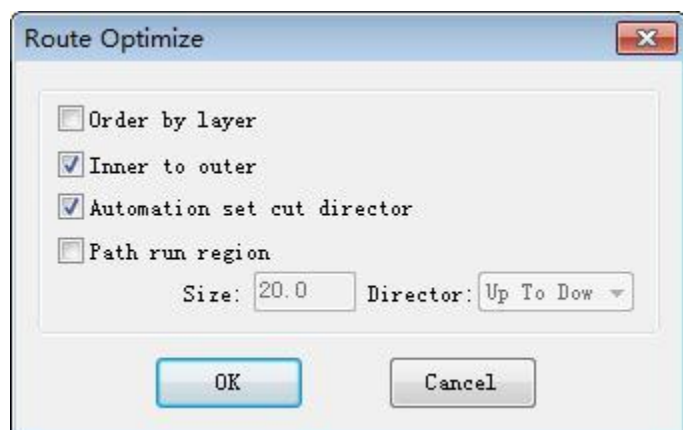 Route Optimize
Order by layer
Inner to outer
Automation set cut director
Path run region
Size: 20.0 Director: Up To Dow
OK Cancel